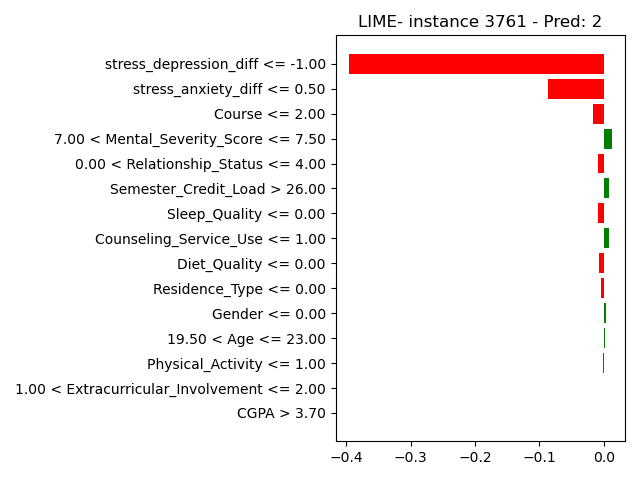 LIME- instance 3761 - Pred: 2
stress_depression_diff <= -1.00
stress_anxiety_diff <= 0.50
Course <= 2.00
7.00 < Mental_Severity_Score <= 7.50
0.00 < Relationship_Status <= 4.00
Semester_Credit_Load > 26.00
Sleep_Quality <= 0.00
Counseling_Service_Use <= 1.00
Diet_Quality <= 0.00
Residence_Type <= 0.00
Gender <= 0.00
19.50 < Age <= 23.00
Physical_Activity <= 1.00
1.00 < Extracurricular_Involvement <= 2.00
CGPA > 3.70
−0.4 −0.3 −0.2 −0.1 0.0